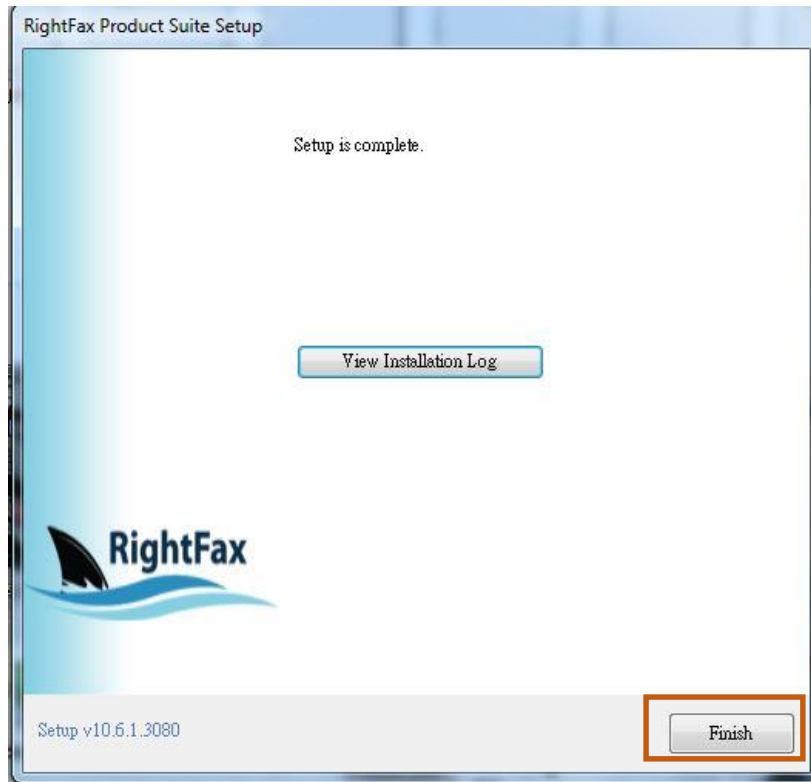 RightFax Product Suite Setup
Setup is complete.
View Installation Log
RightFax
Setup v10.6.1.3080
Finish